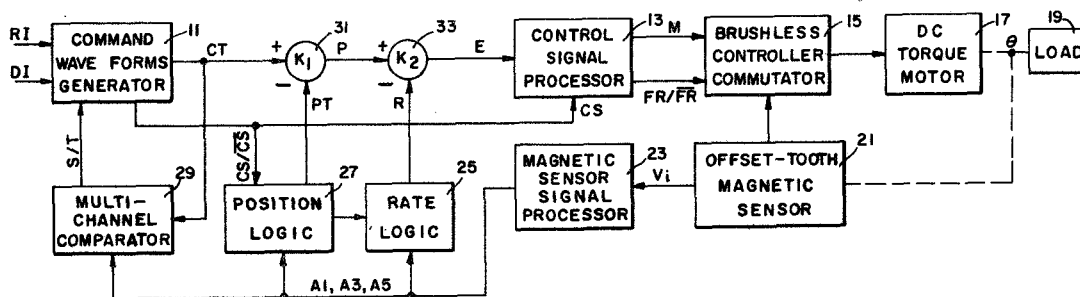 RI
DI
COMMAND
WAVE FORMS
GENERATOR
11
CT
+
K1
31
−
P
PT
+
K2
33
−
R
E
CONTROL
SIGNAL
PROCESSOR
13
M
FR/F̅R̅
CS
BRUSHLESS
CONTROLLER
COMMUTATOR
15
DC
TORQUE
MOTOR
17
θ
19
LOAD
S/T
CS/C̅S̅
MULTI-
CHANNEL
COMPARATOR
29
POSITION
LOGIC
27
RATE
LOGIC
25
MAGNETIC
SENSOR
SIGNAL
PROCESSOR
23
Vi
OFFSET-TOOTH
MAGNETIC
SENSOR
21
A1, A3, A5